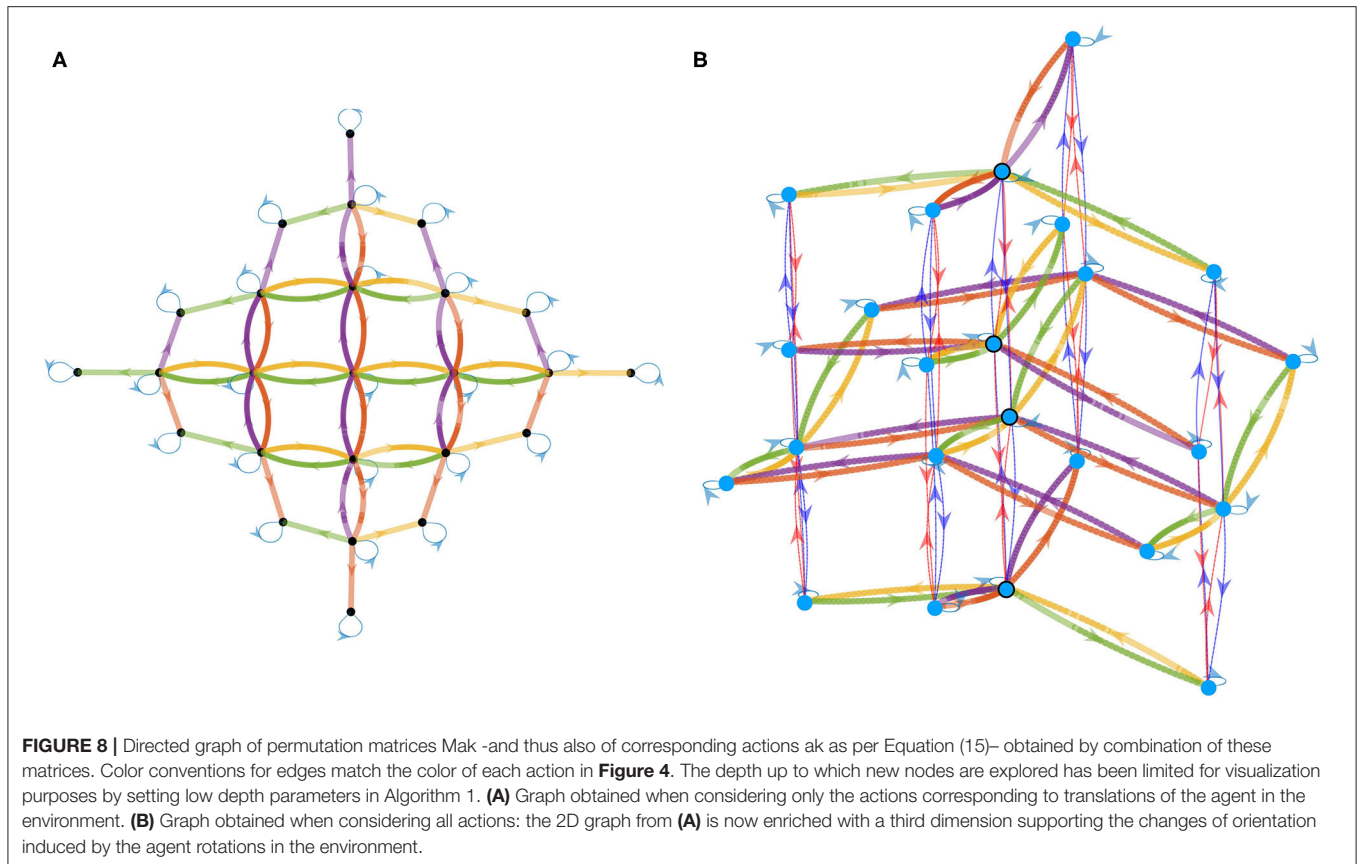 A
B
FIGURE 8 | Directed graph of permutation matrices Mak -and thus also of corresponding actions ak as per Equation (15)– obtained by combination of these
matrices. Color conventions for edges match the color of each action in Figure 4. The depth up to which new nodes are explored has been limited for visualization
purposes by setting low depth parameters in Algorithm 1. (A) Graph obtained when considering only the actions corresponding to translations of the agent in the
environment. (B) Graph obtained when considering all actions: the 2D graph from (A) is now enriched with a third dimension supporting the changes of orientation
induced by the agent rotations in the environment.